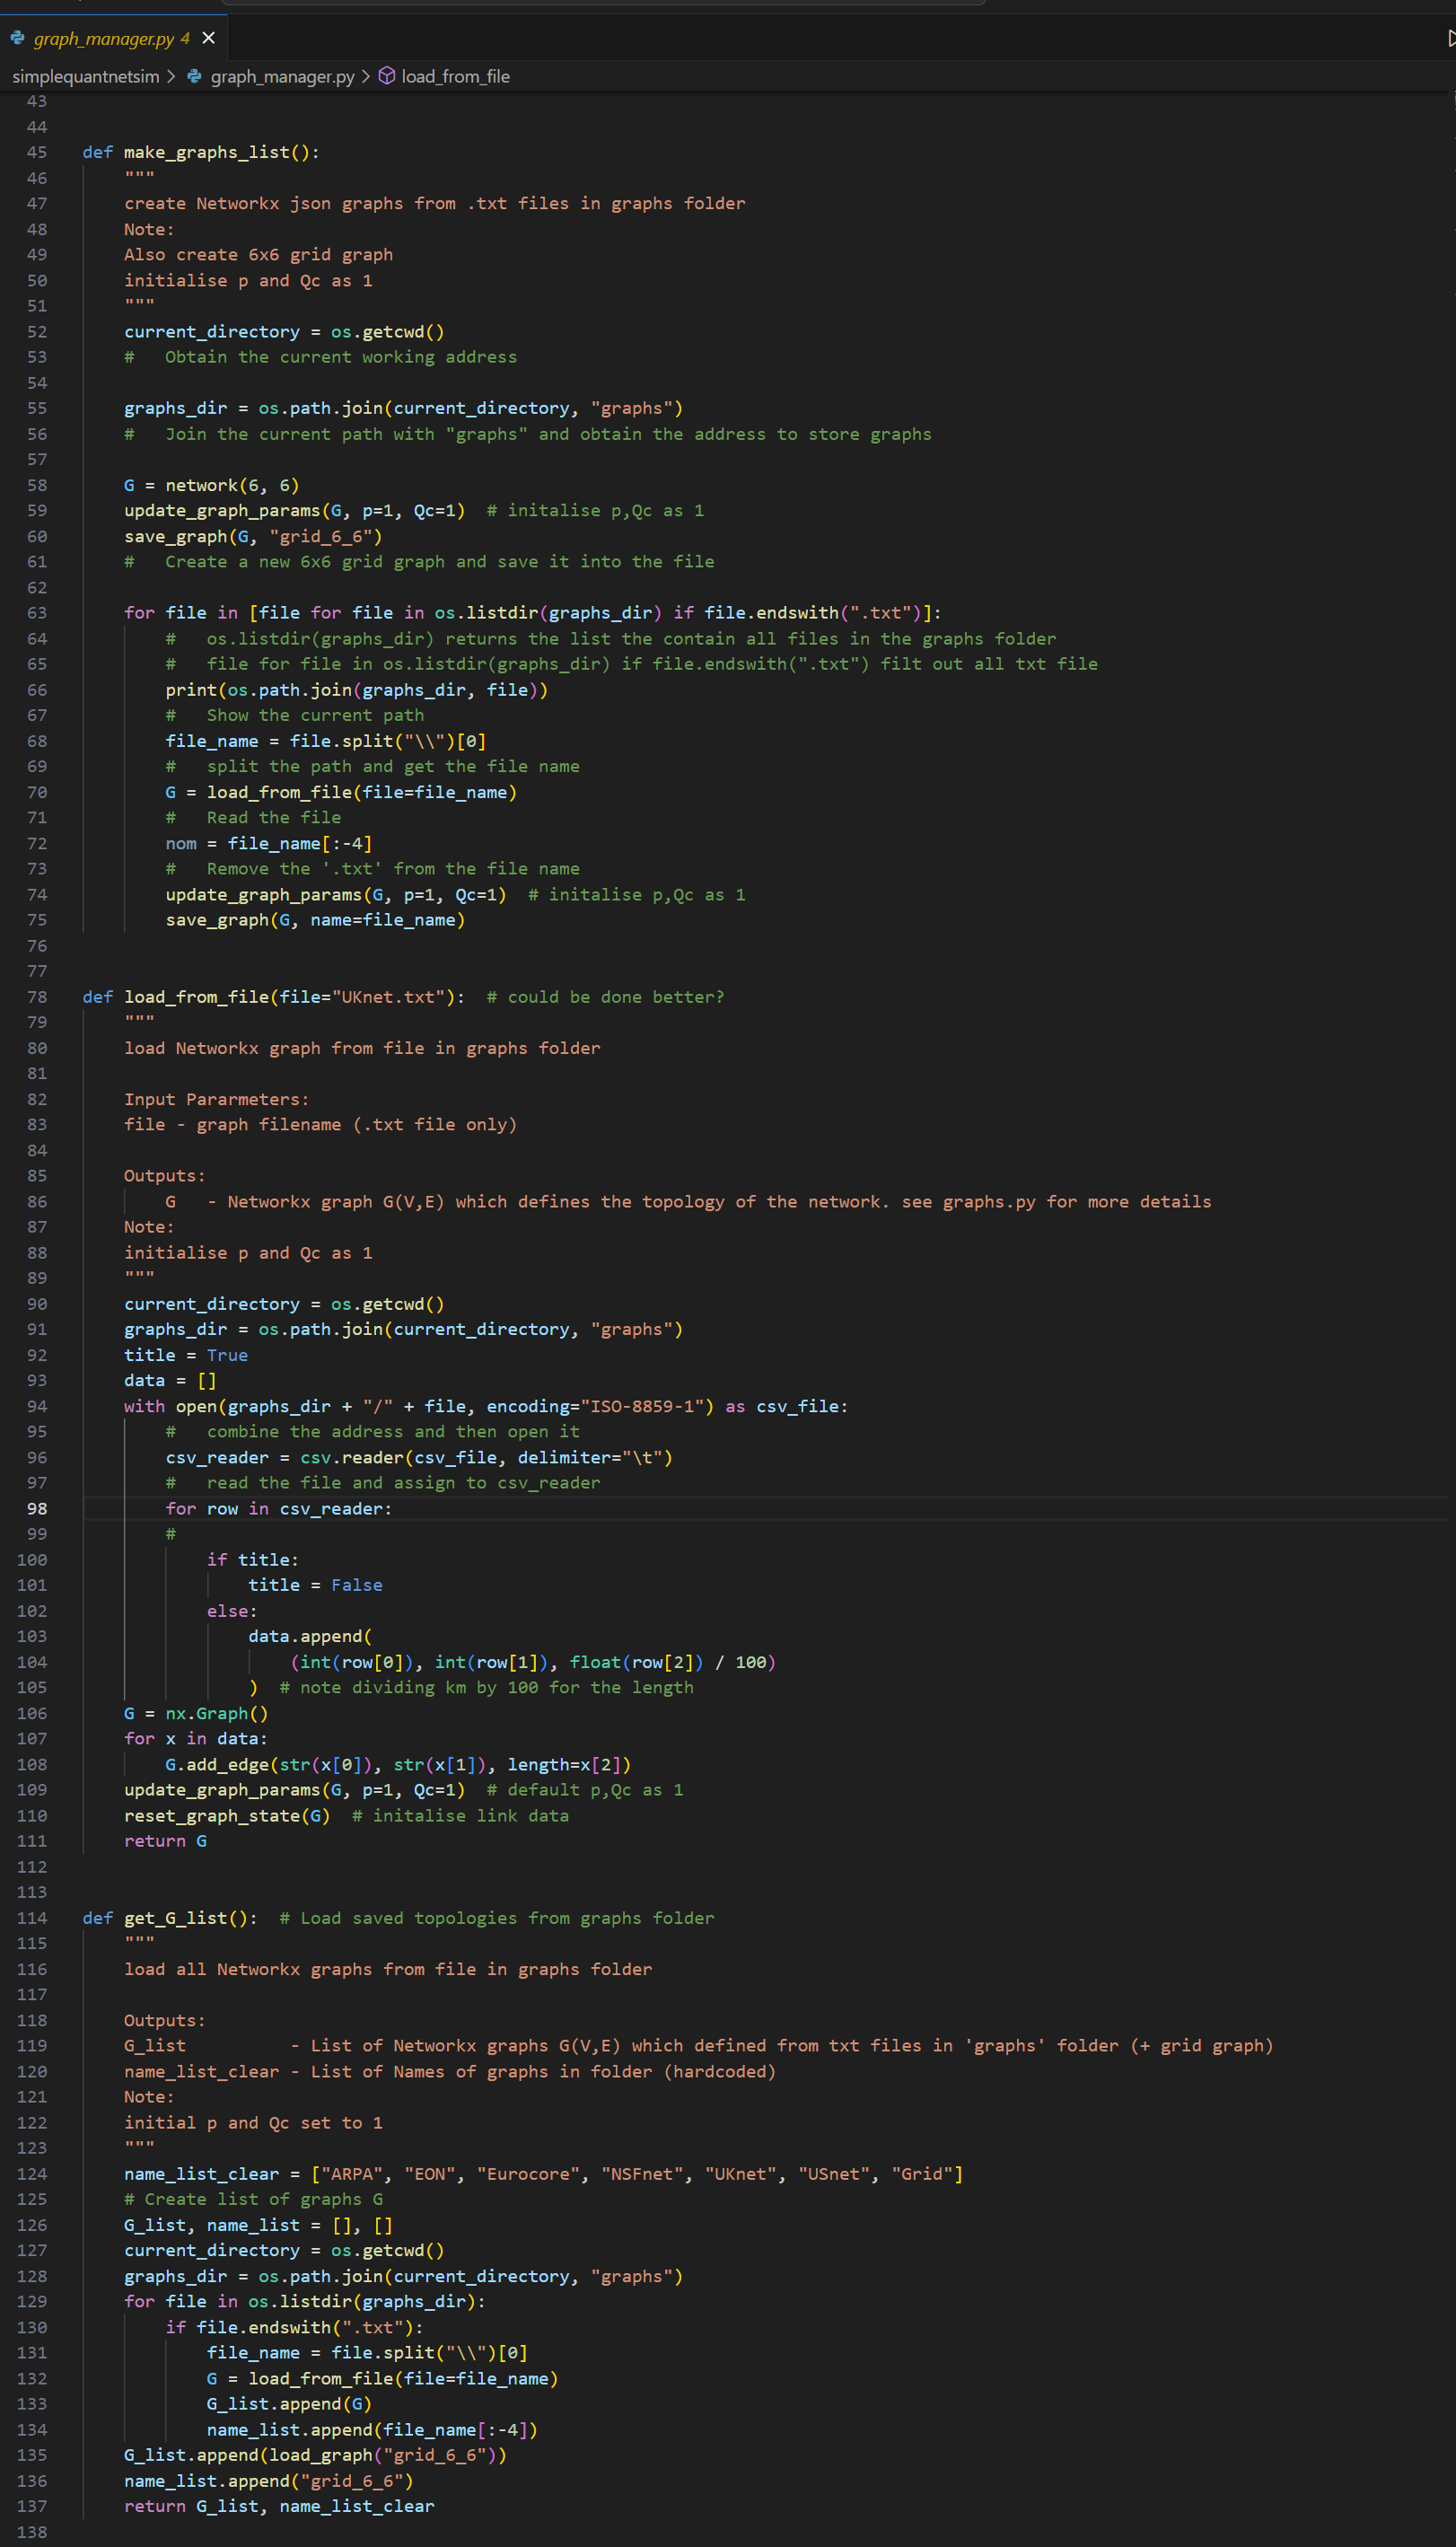 graph_manager.py 4
simplequantnetsim > graph_manager.py > load_from_file
43
44
45 def make_graphs_list():
46 """
47 create Networkx json graphs from .txt files in graphs folder
48 Note:
49 Also create 6x6 grid graph
50 initialise p and Qc as 1
51 """
52 current_directory = os.getcwd()
53 #   Obtain the current working address
54
55 graphs_dir = os.path.join(current_directory, "graphs")
56 #   Join the current path with "graphs" and obtain the address to store graphs
57
58 G = network(6, 6)
59 update_graph_params(G, p=1, Qc=1)  # initalise p,Qc as 1
60 save_graph(G, "grid_6_6")
61 #   Create a new 6x6 grid graph and save it into the file
62
63 for file in [file for file in os.listdir(graphs_dir) if file.endswith(".txt")]:
64 #   os.listdir(graphs_dir) returns the list the contain all files in the graphs folder
65 #   file for file in os.listdir(graphs_dir) if file.endswith(".txt") filt out all txt file
66 print(os.path.join(graphs_dir, file))
67 #   Show the current path
68 file_name = file.split("\\")[0]
69 #   split the path and get the file name
70 G = load_from_file(file=file_name)
71 #   Read the file
72 nom = file_name[:-4]
73 #   Remove the '.txt' from the file name
74 update_graph_params(G, p=1, Qc=1)  # initalise p,Qc as 1
75 save_graph(G, name=file_name)
76
77
78 def load_from_file(file="UKnet.txt"):  # could be done better?
79 """
80 load Networkx graph from file in graphs folder
81
82 Input Pararmeters:
83 file - graph filename (.txt file only)
84
85 Outputs:
86 G   - Networkx graph G(V,E) which defines the topology of the network. see graphs.py for more details
87 Note:
88 initialise p and Qc as 1
89 """
90 current_directory = os.getcwd()
91 graphs_dir = os.path.join(current_directory, "graphs")
92 title = True
93 data = []
94 with open(graphs_dir + "/" + file, encoding="ISO-8859-1") as csv_file:
95 #   combine the address and then open it
96 csv_reader = csv.reader(csv_file, delimiter="\t")
97 #   read the file and assign to csv_reader
98 for row in csv_reader:
99 #
100 if title:
101 title = False
102 else:
103 data.append(
104 (int(row[0]), int(row[1]), float(row[2]) / 100)
105 )  # note dividing km by 100 for the length
106 G = nx.Graph()
107 for x in data:
108 G.add_edge(str(x[0]), str(x[1]), length=x[2])
109 update_graph_params(G, p=1, Qc=1)  # default p,Qc as 1
110 reset_graph_state(G)  # initalise link data
111 return G
112
113
114 def get_G_list():  # Load saved topologies from graphs folder
115 """
116 load all Networkx graphs from file in graphs folder
117
118 Outputs:
119 G_list          - List of Networkx graphs G(V,E) which defined from txt files in 'graphs' folder (+ grid graph)
120 name_list_clear - List of Names of graphs in folder (hardcoded)
121 Note:
122 initial p and Qc set to 1
123 """
124 name_list_clear = ["ARPA", "EON", "Eurocore", "NSFnet", "UKnet", "USnet", "Grid"]
125 # Create list of graphs G
126 G_list, name_list = [], []
127 current_directory = os.getcwd()
128 graphs_dir = os.path.join(current_directory, "graphs")
129 for file in os.listdir(graphs_dir):
130 if file.endswith(".txt"):
131 file_name = file.split("\\")[0]
132 G = load_from_file(file=file_name)
133 G_list.append(G)
134 name_list.append(file_name[:-4])
135 G_list.append(load_graph("grid_6_6"))
136 name_list.append("grid_6_6")
137 return G_list, name_list_clear
138